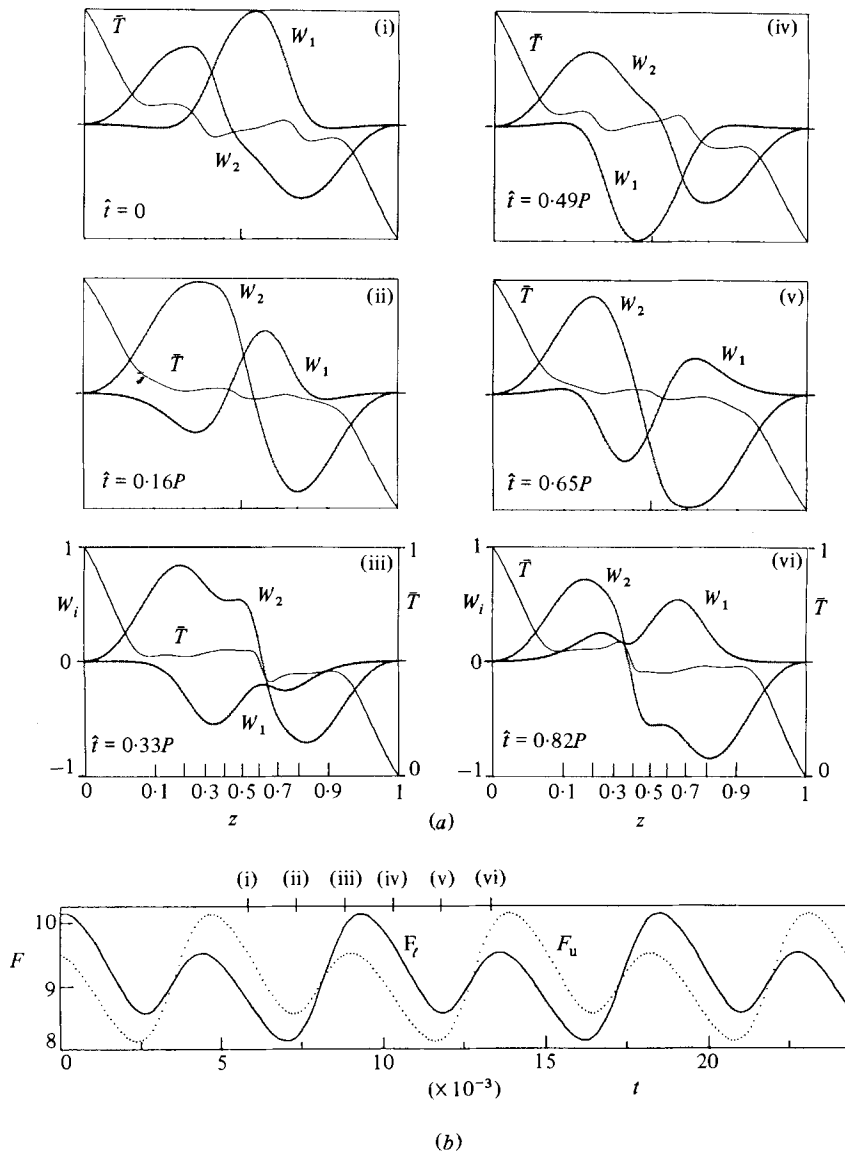 T̄ W₁ (i) (iv)
W₂
W₂ W₁
t̂ = 0 t̂ = 0·49P
(ii) (v)
W₂ T̄ W₂
T̄ W₁ W₁
t̂ = 0·16P t̂ = 0·65P
1 (iii) 1 1 (vi) 1
T̄
Wᵢ W₂ T̄ Wᵢ W₂ W₁ T̄
T̄
0 0
W₁
t̂ = 0·33P t̂ = 0·82P
−1 0 −1 0
0 0·1 0·3 0·5 0·7 0·9 1 0 0·1 0·3 0·5 0·7 0·9 1
z (a) z
(i) (ii) (iii) (iv) (v) (vi)
10
F_ℓ F_u
F
9
8
0 5 10 15 20
(× 10⁻³) t
(b)